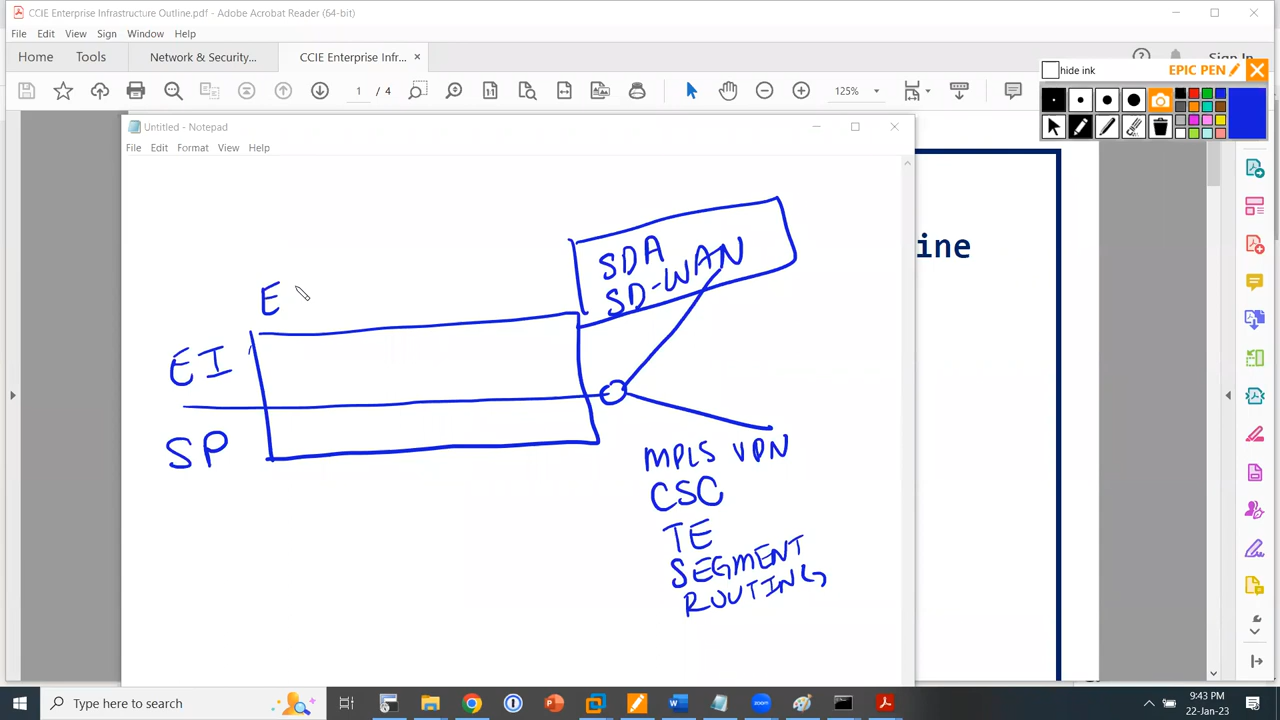 CCIE Enterprise Infrastructure Outline.pdf - Adobe Acrobat Reader (64-bit)
File Edit View Sign Window Help
Home Tools Network & Security... CCIE Enterprise Infr... ×
Sign In
1 / 4 125%
hide ink EPIC PEN
Untitled - Notepad
File Edit Format View Help
ine
SDA
SD-WAN
E
EI
SP
MPLS VPN
CSC
TE
SEGMENT
ROUTING
Type here to search
9:43 PM
22-Jan-23